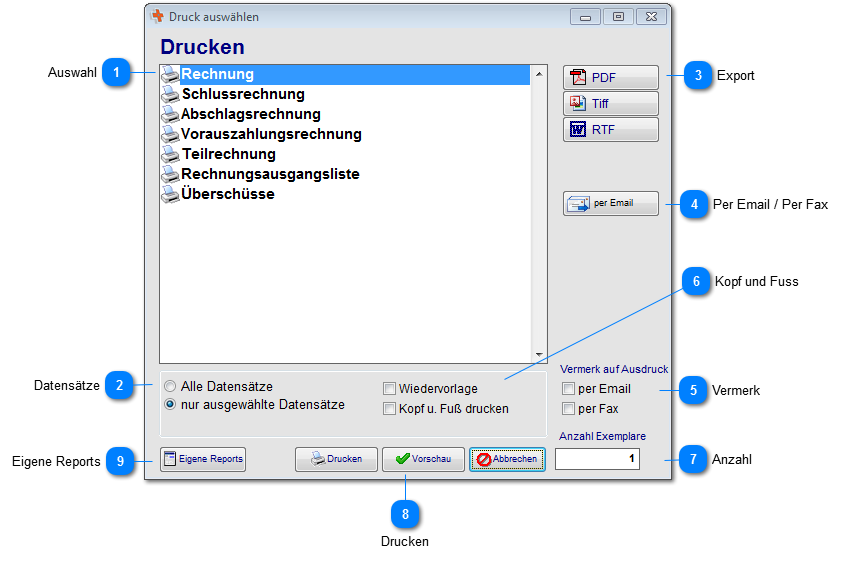 Druck auswählen
Drucken
Auswahl 1
Rechnung
Schlussrechnung
Abschlagsrechnung
Vorauszahlungsrechnung
Teilrechnung
Rechnungsausgangsliste
Überschüsse
PDF
Tiff
RTF
3 Export
per Email
4 Per Email / Per Fax
6 Kopf und Fuss
Datensätze 2
Alle Datensätze
nur ausgewählte Datensätze
Wiedervorlage
Kopf u. Fuß drucken
Vermerk auf Ausdruck
per Email
per Fax
5 Vermerk
Anzahl Exemplare
1
7 Anzahl
Eigene Reports 9
Eigene Reports
Drucken
Vorschau
Abbrechen
8
Drucken